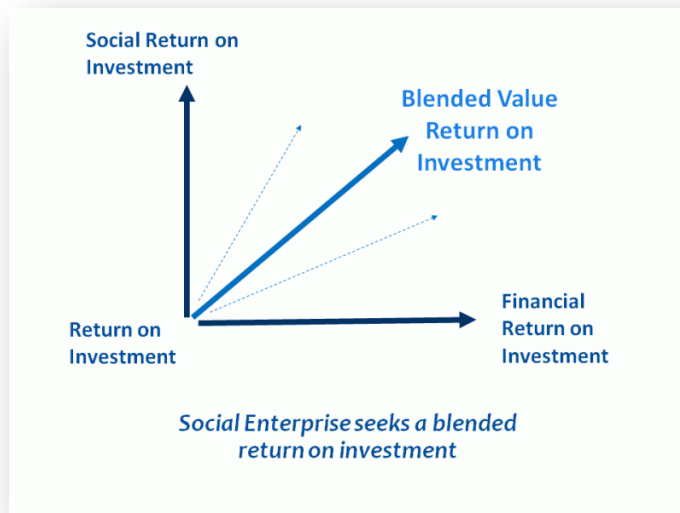 Social Return on
Investment
Blended Value
Return on
Investment
Return on
Investment
Financial
Return on
Investment
Social Enterprise seeks a blended
return on investment